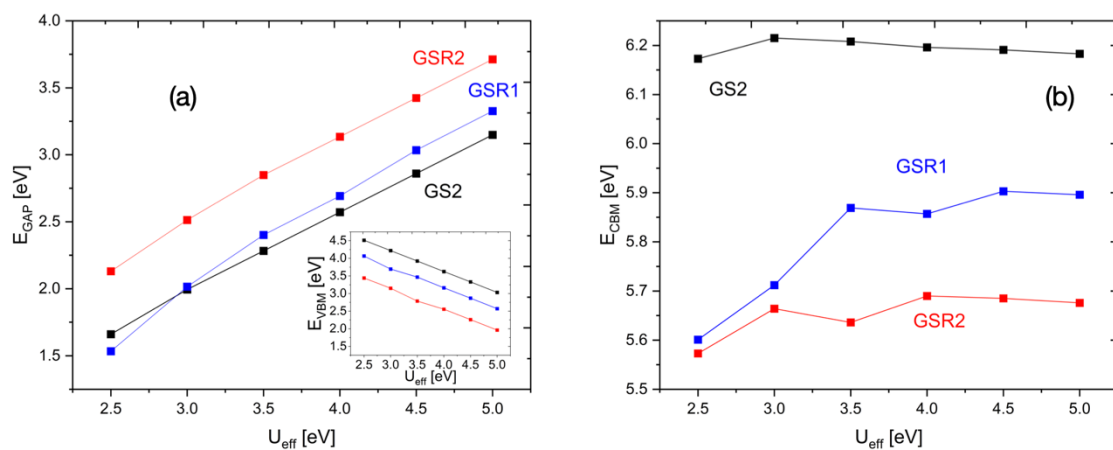 4.0
3.5
3.0
2.5
2.0
1.5
E_GAP [eV]
(a)
GSR2
GSR1
GS2
4.5
4.0
3.5
3.0
2.5
2.0
1.5
E_VBM [eV]
2.5 3.0 3.5 4.0 4.5 5.0
U_eff [eV]
2.5 3.0 3.5 4.0 4.5 5.0
U_eff [eV]
6.2
6.1
6.0
5.9
5.8
5.7
5.6
5.5
E_CBM [eV]
GS2
(b)
GSR1
GSR2
2.5 3.0 3.5 4.0 4.5 5.0
U_eff [eV]